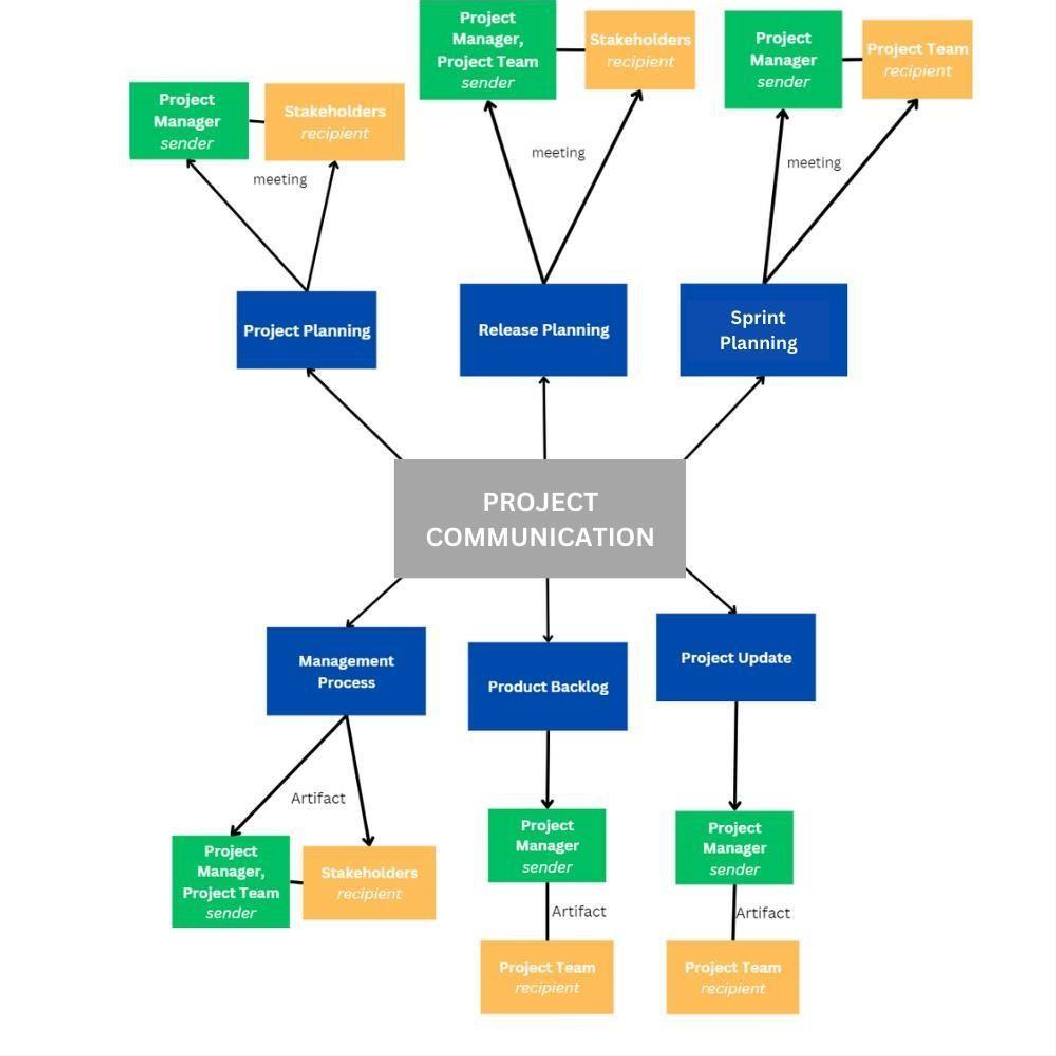 Project
Manager
sender
Stakeholders
recipient
meeting
Project
Manager,
Project Team
sender
Stakeholders
recipient
meeting
Project
Manager
sender
Project Team
recipient
meeting
Project Planning
Release Planning
Sprint
Planning
PROJECT
COMMUNICATION
Management
Process
Product Backlog
Project Update
Artifact
Project
Manager,
Project Team
sender
Stakeholders
recipient
Project
Manager
sender
Artifact
Project Team
recipient
Project
Manager
sender
Artifact
Project Team
recipient